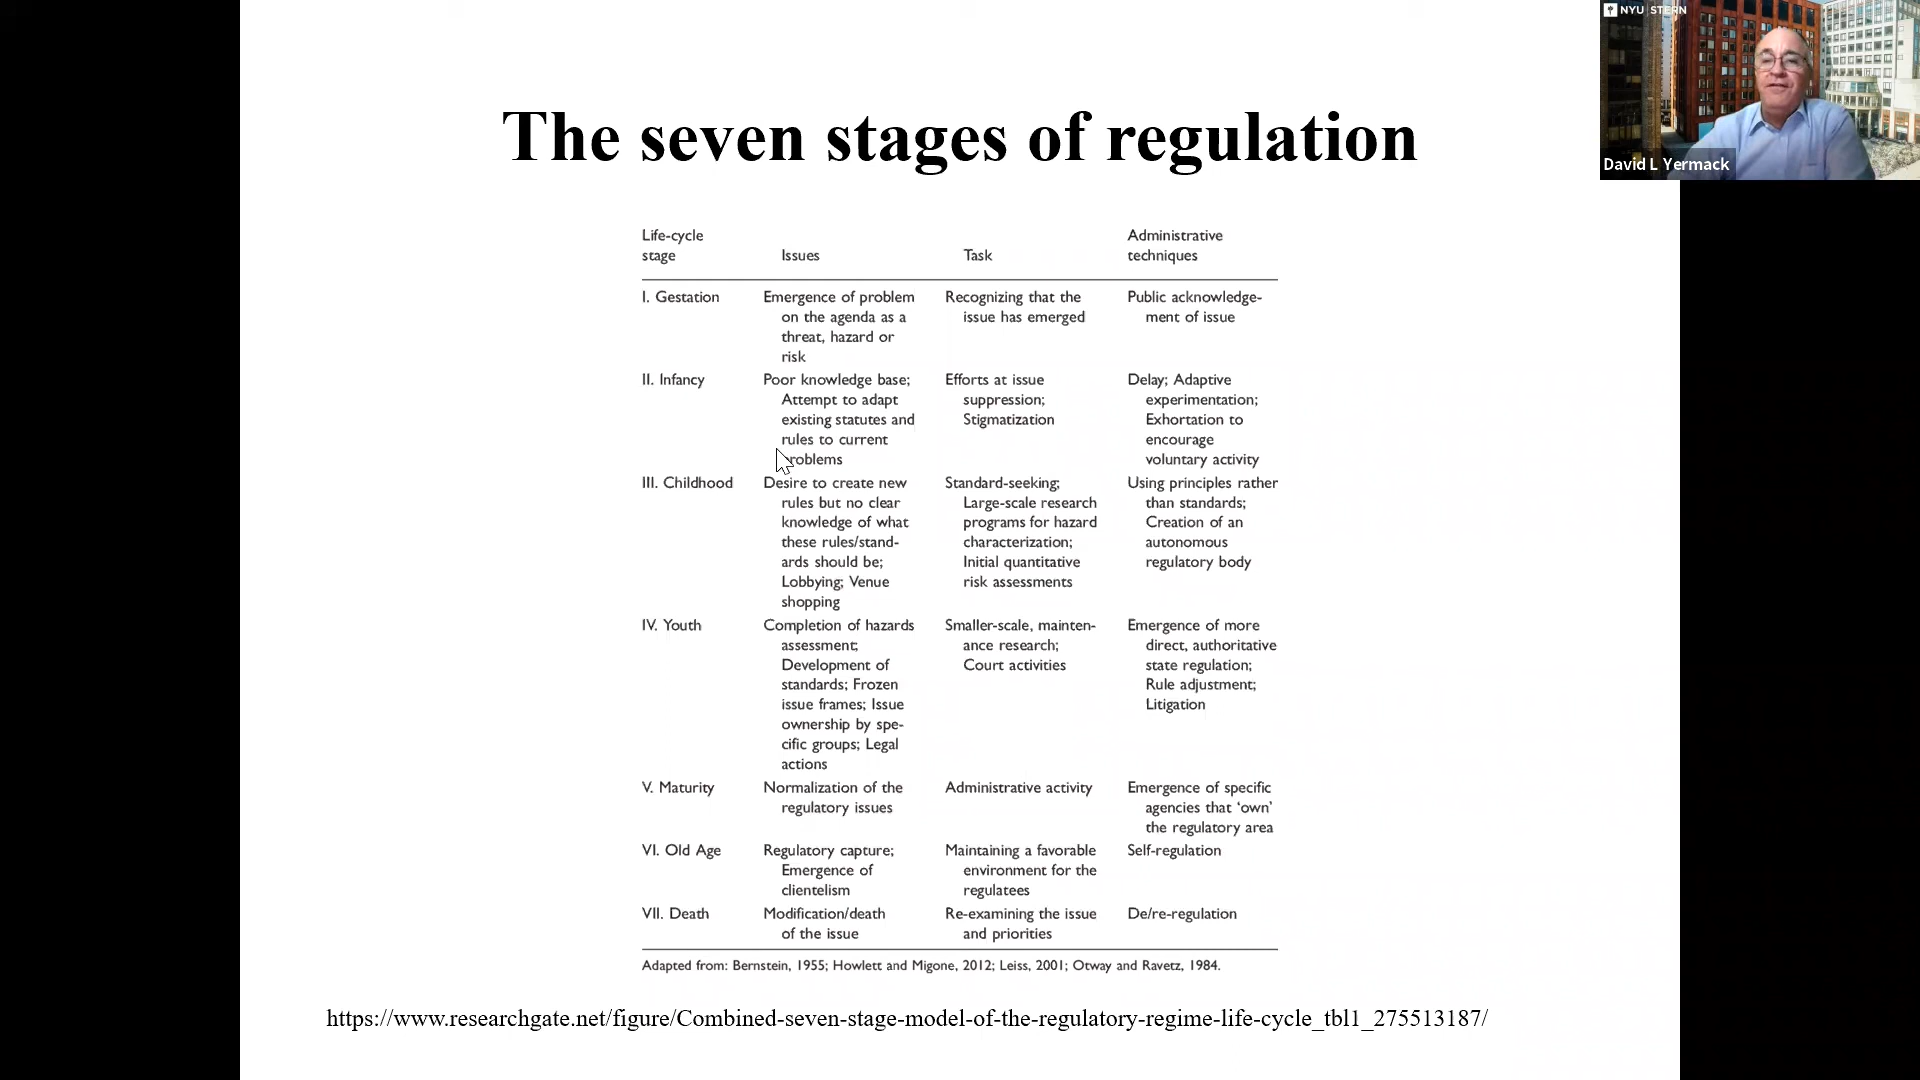 NYU | STERN
David L Yermack
The seven stages of regulation
Life-cycle
stage
Issues
Task
Administrative
techniques
I. Gestation
Emergence of problem
on the agenda as a
threat, hazard or
risk
Recognizing that the
issue has emerged
Public acknowledge-
ment of issue
II. Infancy
Poor knowledge base;
Attempt to adapt
existing statutes and
rules to current
problems
Efforts at issue
suppression;
Stigmatization
Delay; Adaptive
experimentation;
Exhortation to
encourage
voluntary activity
III. Childhood
Desire to create new
rules but no clear
knowledge of what
these rules/stand-
ards should be;
Lobbying; Venue
shopping
Standard-seeking;
Large-scale research
programs for hazard
characterization;
Initial quantitative
risk assessments
Using principles rather
than standards;
Creation of an
autonomous
regulatory body
IV. Youth
Completion of hazards
assessment;
Development of
standards; Frozen
issue frames; Issue
ownership by spe-
cific groups; Legal
actions
Smaller-scale, mainten-
ance research;
Court activities
Emergence of more
direct, authoritative
state regulation;
Rule adjustment;
Litigation
V. Maturity
Normalization of the
regulatory issues
Administrative activity
Emergence of specific
agencies that ‘own’
the regulatory area
VI. Old Age
Regulatory capture;
Emergence of
clientelism
Maintaining a favorable
environment for the
regulatees
Self-regulation
VII. Death
Modification/death
of the issue
Re-examining the issue
and priorities
De/re-regulation
Adapted from: Bernstein, 1955; Howlett and Migone, 2012; Leiss, 2001; Otway and Ravetz, 1984.
https://www.researchgate.net/figure/Combined-seven-stage-model-of-the-regulatory-regime-life-cycle_tbl1_275513187/